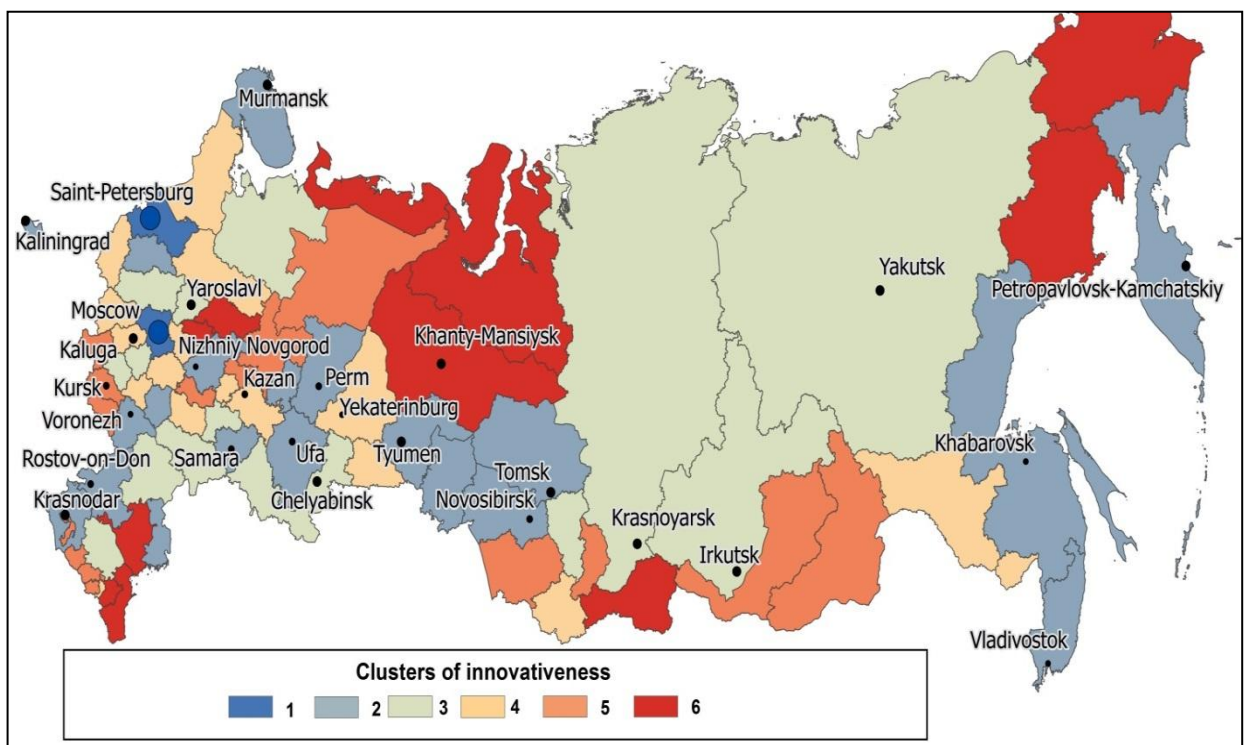 Murmansk
Saint-Petersburg
Kaliningrad
Yaroslavl
Moscow
Kaluga
Nizhniy Novgorod
Kursk
Kazan
Perm
Khanty-Mansiysk
Yakutsk
Petropavlovsk-Kamchatskiy
Voronezh
Yekaterinburg
Rostov-on-Don
Samara
Ufa
Tyumen
Tomsk
Khabarovsk
Krasnodar
Chelyabinsk
Novosibirsk
Krasnoyarsk
Irkutsk
Vladivostok
Clusters of innovativeness
1 2 3 4 5 6